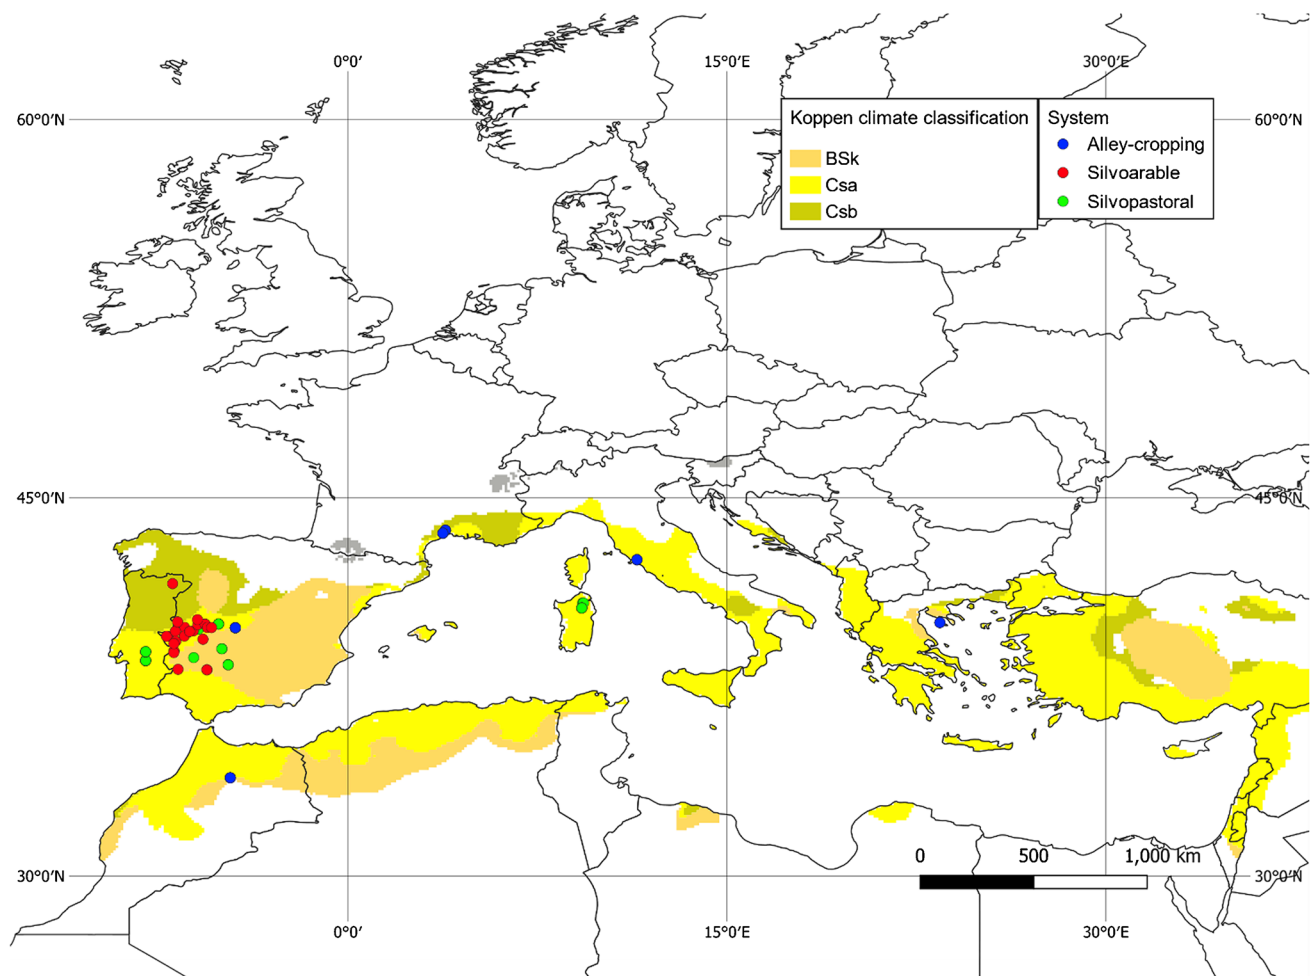 0°0′ 15°0′E 30°0′E
60°0′N 60°0′N
Koppen climate classification
BSk
Csa
Csb
System
Alley-cropping
Silvoarable
Silvopastoral
45°0′N 45°0′N
0 500 1,000 km
30°0′N 30°0′N
0°0′ 15°0′E 30°0′E